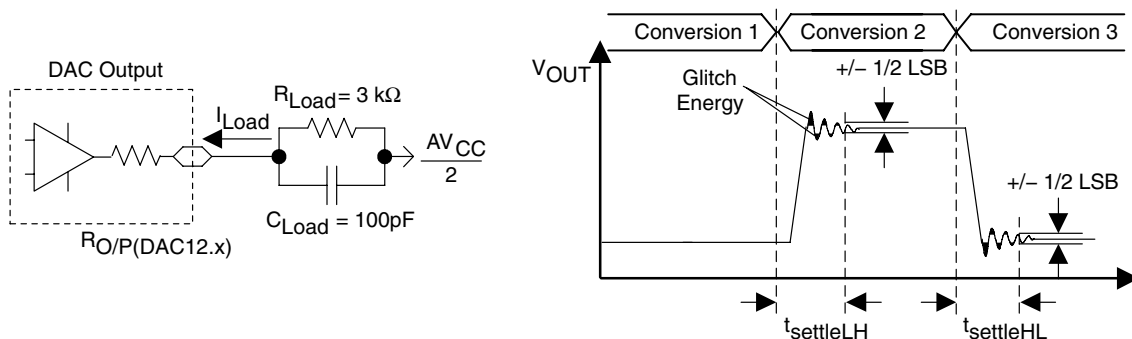 DAC Output
I_Load
R_Load = 3 kΩ
AV_CC
2
C_Load = 100pF
R_O/P(DAC12.x)
Conversion 1
Conversion 2
Conversion 3
V_OUT
Glitch
Energy
+/− 1/2 LSB
+/− 1/2 LSB
t_settleLH
t_settleHL